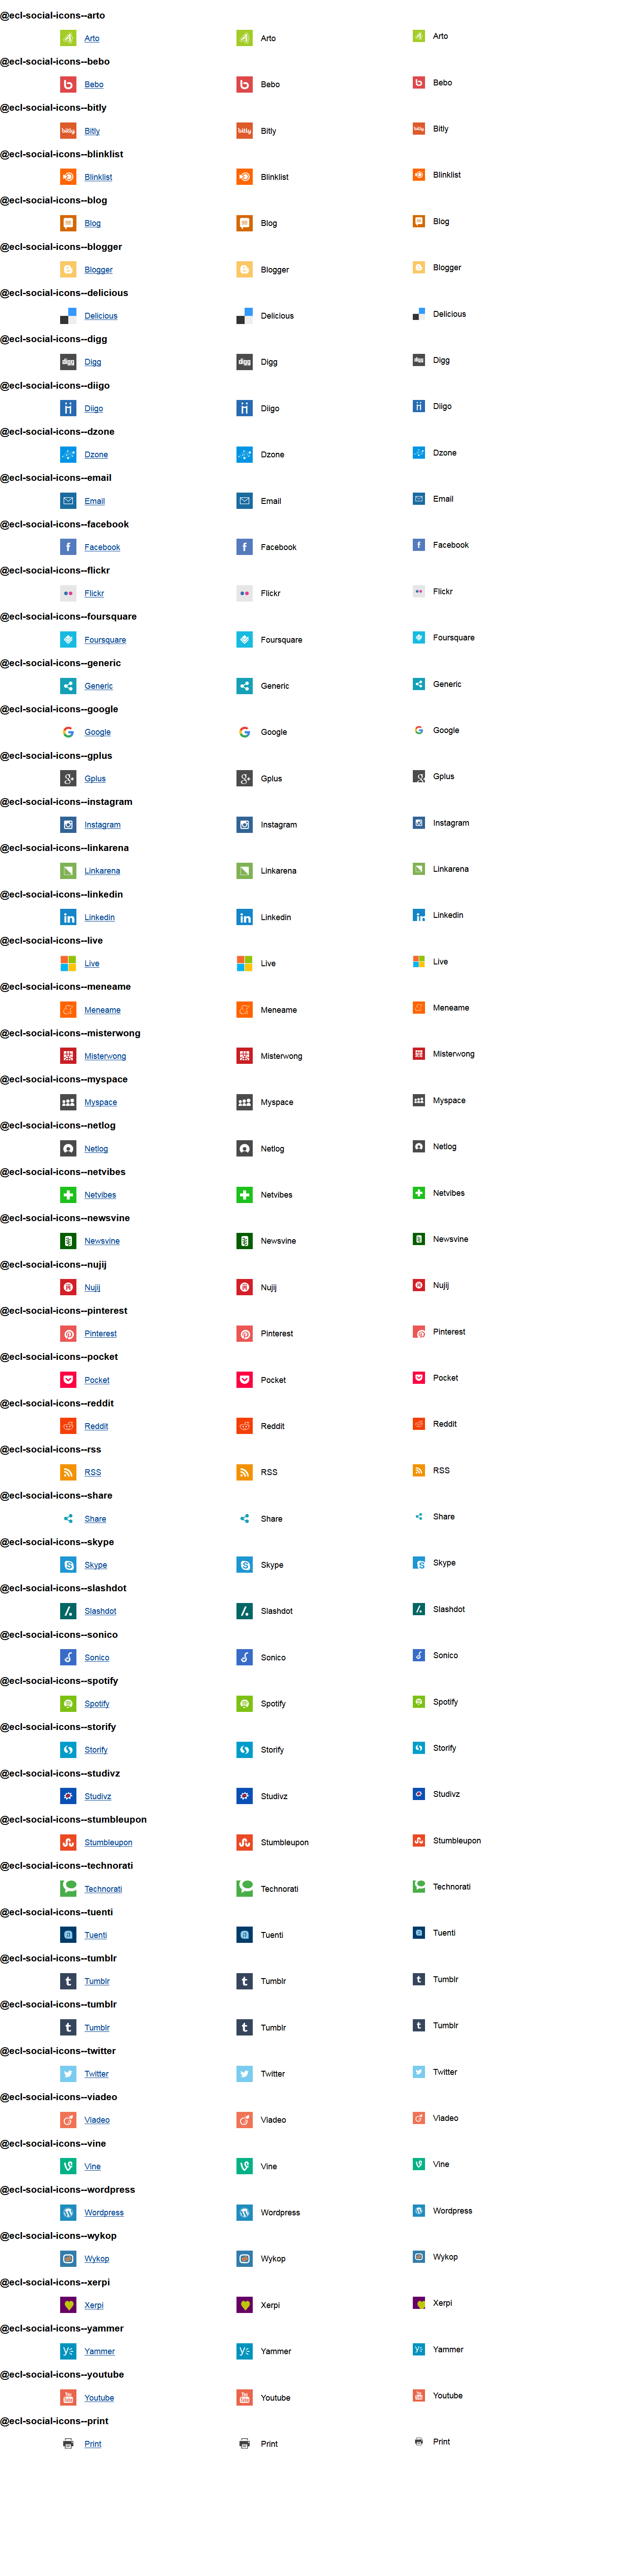 @ecl-social-icons--arto
Arto Arto Arto
@ecl-social-icons--bebo
Bebo Bebo Bebo
@ecl-social-icons--bitly
Bitly Bitly Bitly
@ecl-social-icons--blinklist
Blinklist Blinklist Blinklist
@ecl-social-icons--blog
Blog Blog Blog
@ecl-social-icons--blogger
Blogger Blogger Blogger
@ecl-social-icons--delicious
Delicious Delicious Delicious
@ecl-social-icons--digg
Digg Digg Digg
@ecl-social-icons--diigo
Diigo Diigo Diigo
@ecl-social-icons--dzone
Dzone Dzone Dzone
@ecl-social-icons--email
Email Email Email
@ecl-social-icons--facebook
Facebook Facebook Facebook
@ecl-social-icons--flickr
Flickr Flickr Flickr
@ecl-social-icons--foursquare
Foursquare Foursquare Foursquare
@ecl-social-icons--generic
Generic Generic Generic
@ecl-social-icons--google
Google Google Google
@ecl-social-icons--gplus
Gplus Gplus Gplus
@ecl-social-icons--instagram
Instagram Instagram Instagram
@ecl-social-icons--linkarena
Linkarena Linkarena Linkarena
@ecl-social-icons--linkedin
Linkedin Linkedin Linkedin
@ecl-social-icons--live
Live Live Live
@ecl-social-icons--meneame
Meneame Meneame Meneame
@ecl-social-icons--misterwong
Misterwong Misterwong Misterwong
@ecl-social-icons--myspace
Myspace Myspace Myspace
@ecl-social-icons--netlog
Netlog Netlog Netlog
@ecl-social-icons--netvibes
Netvibes Netvibes Netvibes
@ecl-social-icons--newsvine
Newsvine Newsvine Newsvine
@ecl-social-icons--nujij
Nujij Nujij Nujij
@ecl-social-icons--pinterest
Pinterest Pinterest Pinterest
@ecl-social-icons--pocket
Pocket Pocket Pocket
@ecl-social-icons--reddit
Reddit Reddit Reddit
@ecl-social-icons--rss
RSS RSS RSS
@ecl-social-icons--share
Share Share Share
@ecl-social-icons--skype
Skype Skype Skype
@ecl-social-icons--slashdot
Slashdot Slashdot Slashdot
@ecl-social-icons--sonico
Sonico Sonico Sonico
@ecl-social-icons--spotify
Spotify Spotify Spotify
@ecl-social-icons--storify
Storify Storify Storify
@ecl-social-icons--studivz
Studivz Studivz Studivz
@ecl-social-icons--stumbleupon
Stumbleupon Stumbleupon Stumbleupon
@ecl-social-icons--technorati
Technorati Technorati Technorati
@ecl-social-icons--tuenti
Tuenti Tuenti Tuenti
@ecl-social-icons--tumblr
Tumblr Tumblr Tumblr
@ecl-social-icons--tumblr
Tumblr Tumblr Tumblr
@ecl-social-icons--twitter
Twitter Twitter Twitter
@ecl-social-icons--viadeo
Viadeo Viadeo Viadeo
@ecl-social-icons--vine
Vine Vine Vine
@ecl-social-icons--wordpress
Wordpress Wordpress Wordpress
@ecl-social-icons--wykop
Wykop Wykop Wykop
@ecl-social-icons--xerpi
Xerpi Xerpi Xerpi
@ecl-social-icons--yammer
Yammer Yammer Yammer
@ecl-social-icons--youtube
Youtube Youtube Youtube
@ecl-social-icons--print
Print Print Print